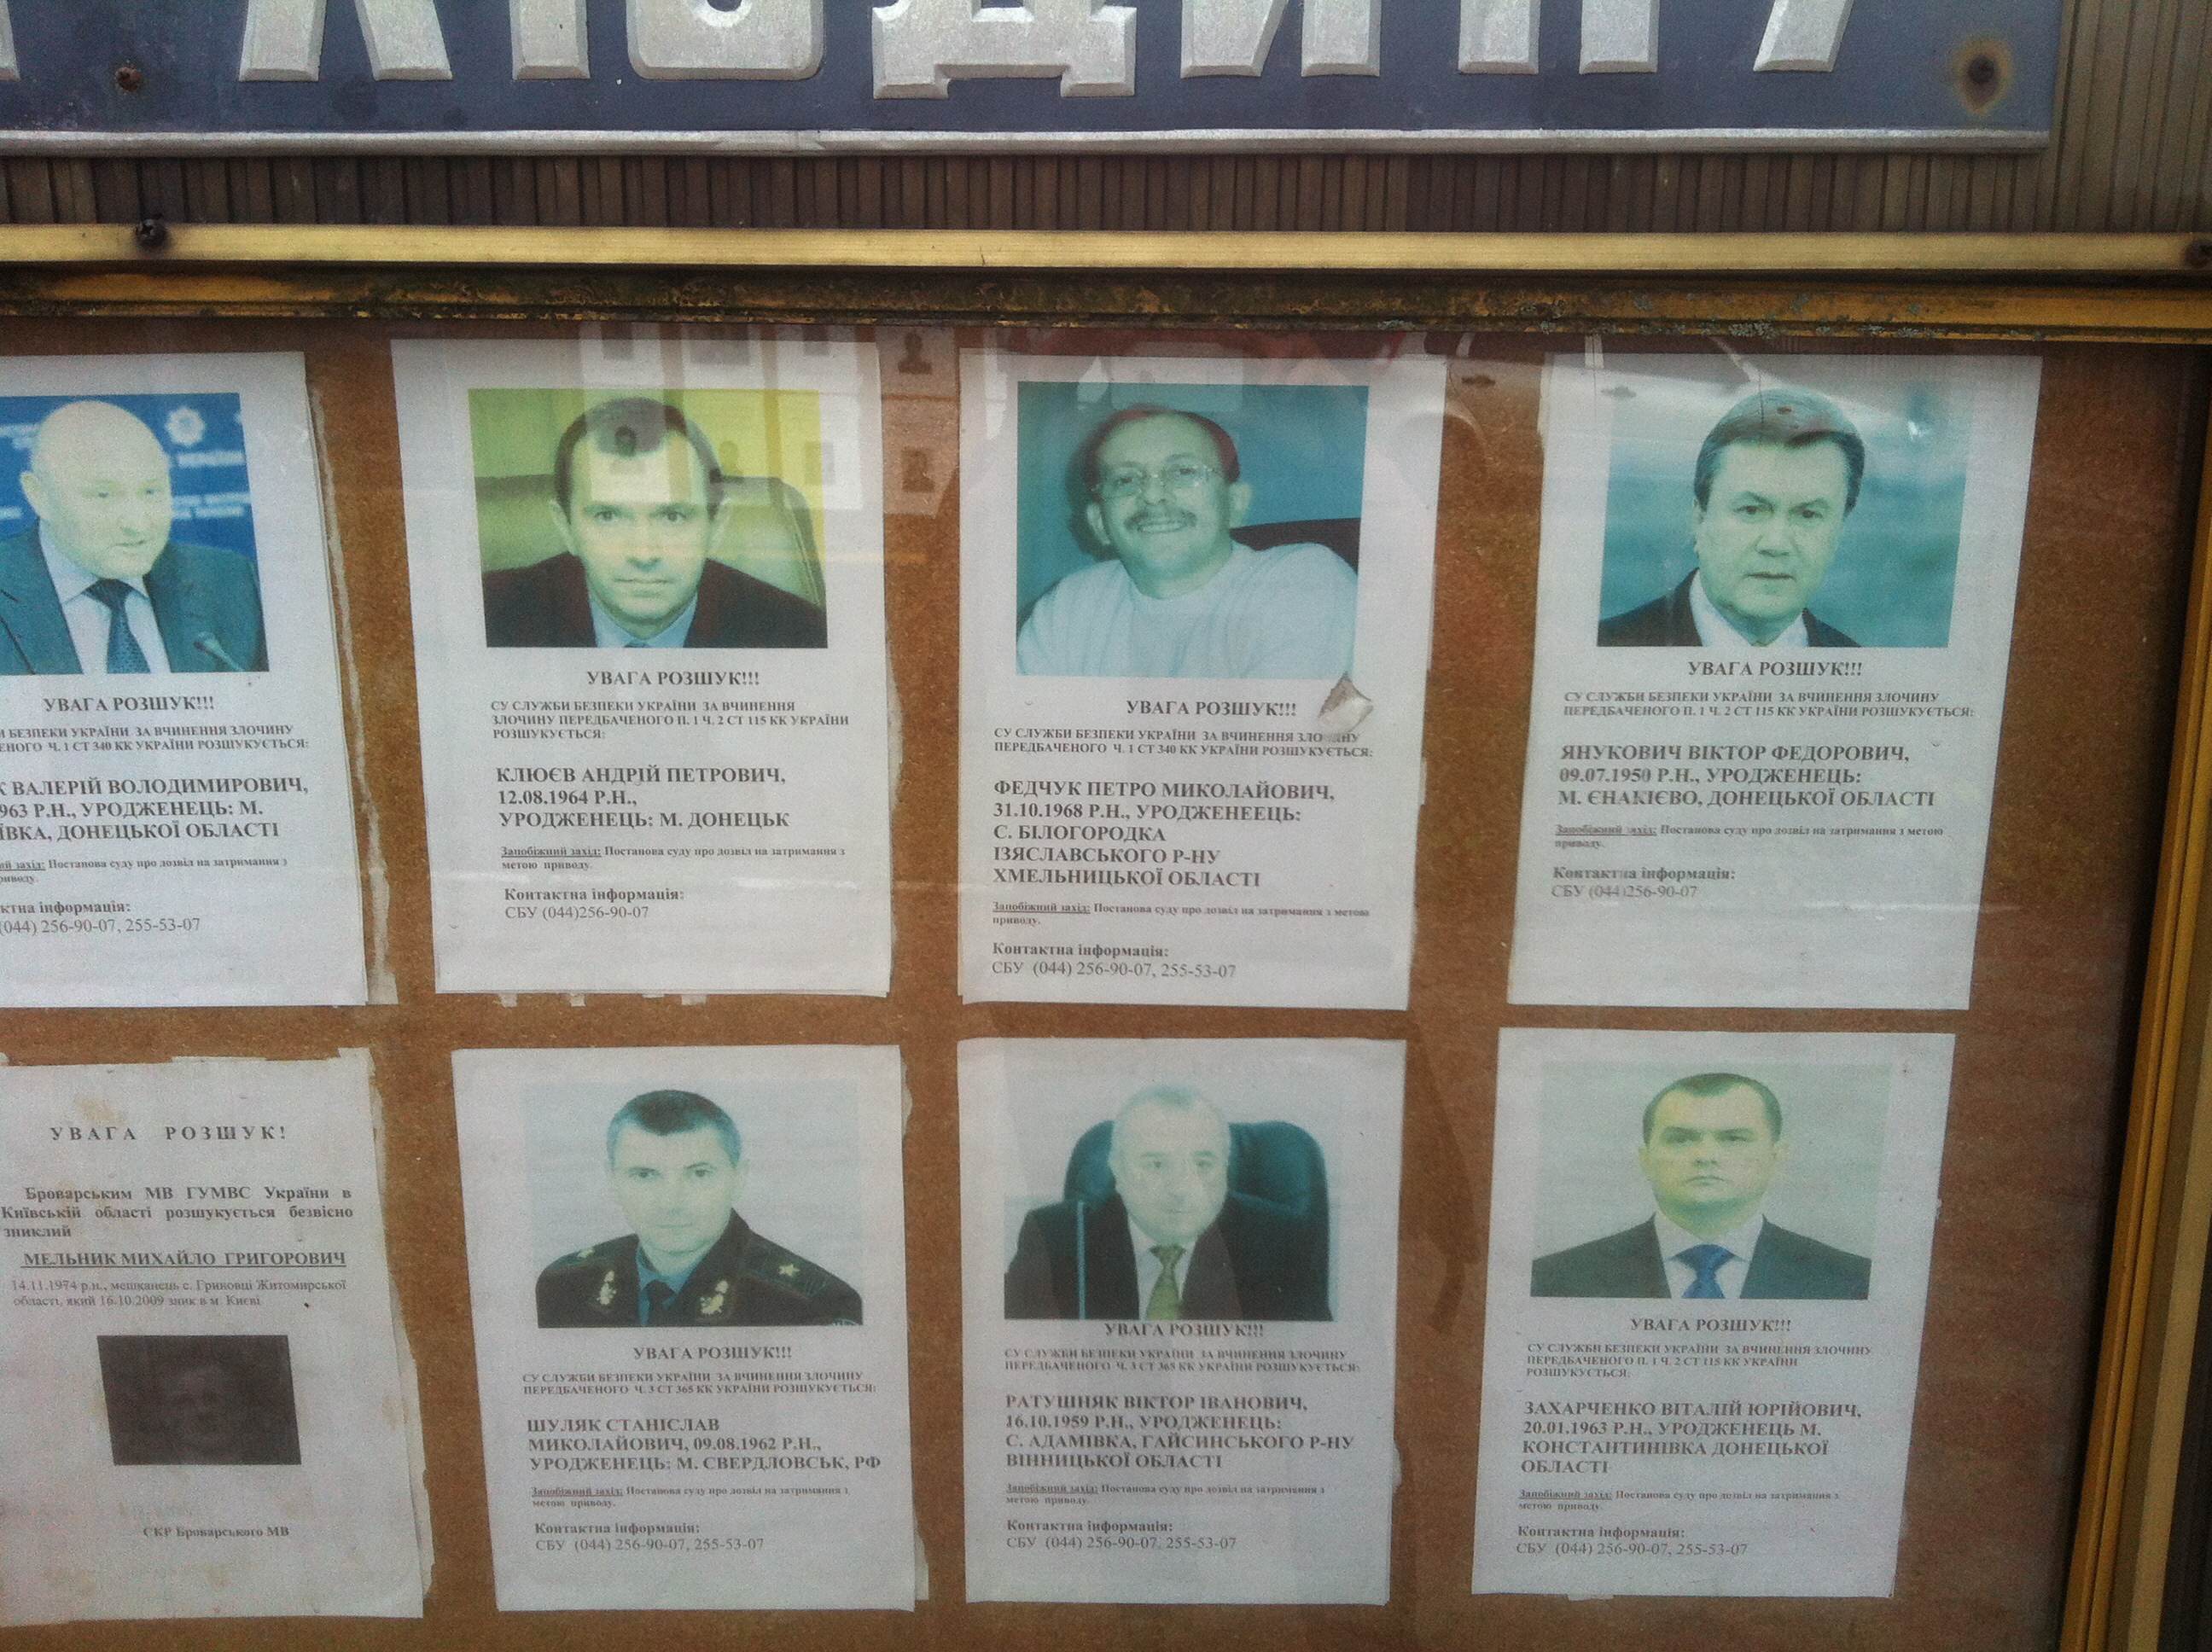 ЛЮДИНУ
УВАГА РОЗШУК!!!
БЕЗПЕКИ УКРАЇНИ ЗА ВЧИНЕННЯ ЗЛОЧИНУ
Ч. 1 СТ 340 КК УКРАЇНИ РОЗШУКУЄТЬСЯ:
ВАЛЕРІЙ ВОЛОДИМИРОВИЧ,
963 Р.Н., УРОДЖЕНЕЦЬ: М.
ІВКА, ДОНЕЦЬКОЇ ОБЛАСТІ
захід: Постанова суду про дозвіл на затримання з
приводу.
інформація:
(044) 256-90-07, 255-53-07
УВАГА РОЗШУК!!!
СУ СЛУЖБИ БЕЗПЕКИ УКРАЇНИ ЗА ВЧИНЕННЯ
ЗЛОЧИНУ ПЕРЕДБАЧЕНОГО П. 1 Ч. 2 СТ 115 КК УКРАЇНИ
РОЗШУКУЄТЬСЯ:
КЛЮЄВ АНДРІЙ ПЕТРОВИЧ,
12.08.1964 Р.Н.,
УРОДЖЕНЕЦЬ: М. ДОНЕЦЬК
Запобіжний захід: Постанова суду про дозвіл на затримання з
метою приводу.
Контактна інформація:
СБУ (044)256-90-07
УВАГА РОЗШУК!!!
СУ СЛУЖБИ БЕЗПЕКИ УКРАЇНИ ЗА ВЧИНЕННЯ
ПЕРЕДБАЧЕНОГО Ч. 1 СТ 340 КК УКРАЇНИ РОЗШУКУЄТЬСЯ:
ФЕДЧУК ПЕТРО МИКОЛАЙОВИЧ,
31.10.1968 Р.Н., УРОДЖЕНЕЕЦЬ:
С. БІЛОГОРОДКА
ІЗЯСЛАВСЬКОГО Р-НУ
ХМЕЛЬНИЦЬКОЇ ОБЛАСТІ
Запобіжний захід: Постанова суду про дозвіл на затримання з метою
приводу.
Контактна інформація:
СБУ (044) 256-90-07, 255-53-07
УВАГА РОЗШУК!!!
СУ СЛУЖБИ БЕЗПЕКИ УКРАЇНИ ЗА ВЧИНЕННЯ ЗЛОЧИНУ
ПЕРЕДБАЧЕНОГО П. 1 Ч. 2 СТ 115 КК УКРАЇНИ РОЗШУКУЄТЬСЯ:
ЯНУКОВИЧ ВІКТОР ФЕДОРОВИЧ,
09.07.1950 Р.Н., УРОДЖЕНЕЦЬ:
М. ЄНАКІЄВО, ДОНЕЦЬКОЇ ОБЛАСТІ
Запобіжний захід: Постанова суду про дозвіл на затримання з метою
приводу.
Контактна інформація:
СБУ (044)256-90-07
УВАГА РОЗШУК!
Броварським МВ ГУМВС України в
Київській області розшукується безвісно
зниклий
МЕЛЬНИК МИХАЙЛО ГРИГОРОВИЧ
14.11.1974 р.н., мешканець с. Гриковці Житомирської
області, який 16.10.2009 зник в м. Києві
СКР Броварського МВ
УВАГА РОЗШУК!!!
СУ СЛУЖБИ БЕЗПЕКИ УКРАЇНИ ЗА ВЧИНЕННЯ ЗЛОЧИНУ
ПЕРЕДБАЧЕНОГО Ч. 3 СТ 365 КК УКРАЇНИ РОЗШУКУЄТЬСЯ:
ШУЛЯК СТАНІСЛАВ
МИКОЛАЙОВИЧ, 09.08.1962 Р.Н.,
УРОДЖЕНЕЦЬ: М. СВЕРДЛОВСЬК, РФ
Запобіжний захід: Постанова суду про дозвіл на затримання з
метою приводу.
Контактна інформація:
СБУ (044) 256-90-07, 255-53-07
УВАГА РОЗШУК!!!
СУ СЛУЖБИ БЕЗПЕКИ УКРАЇНИ ЗА ВЧИНЕННЯ ЗЛОЧИНУ
ПЕРЕДБАЧЕНОГО Ч. 3 СТ 365 КК УКРАЇНИ РОЗШУКУЄТЬСЯ:
РАТУШНЯК ВІКТОР ІВАНОВИЧ,
16.10.1959 Р.Н., УРОДЖЕНЕЦЬ:
С. АДАМІВКА, ГАЙСИНСЬКОГО Р-НУ
ВІННИЦЬКОЇ ОБЛАСТІ
Запобіжний захід: Постанова суду про дозвіл на затримання з
метою приводу.
Контактна інформація:
СБУ (044) 256-90-07, 255-53-07
УВАГА РОЗШУК!!!
СУ СЛУЖБИ БЕЗПЕКИ УКРАЇНИ ЗА ВЧИНЕННЯ ЗЛОЧИНУ
ПЕРЕДБАЧЕНОГО П. 1 Ч. 2 СТ 115 КК УКРАЇНИ
РОЗШУКУЄТЬСЯ:
ЗАХАРЧЕНКО ВІТАЛІЙ ЮРІЙОВИЧ,
20.01.1963 Р.Н., УРОДЖЕНЕЦЬ М.
КОНСТАНТИНІВКА ДОНЕЦЬКОЇ
ОБЛАСТІ
Запобіжний захід: Постанова суду про дозвіл на затримання з
метою приводу.
Контактна інформація:
СБУ (044) 256-90-07, 255-53-07